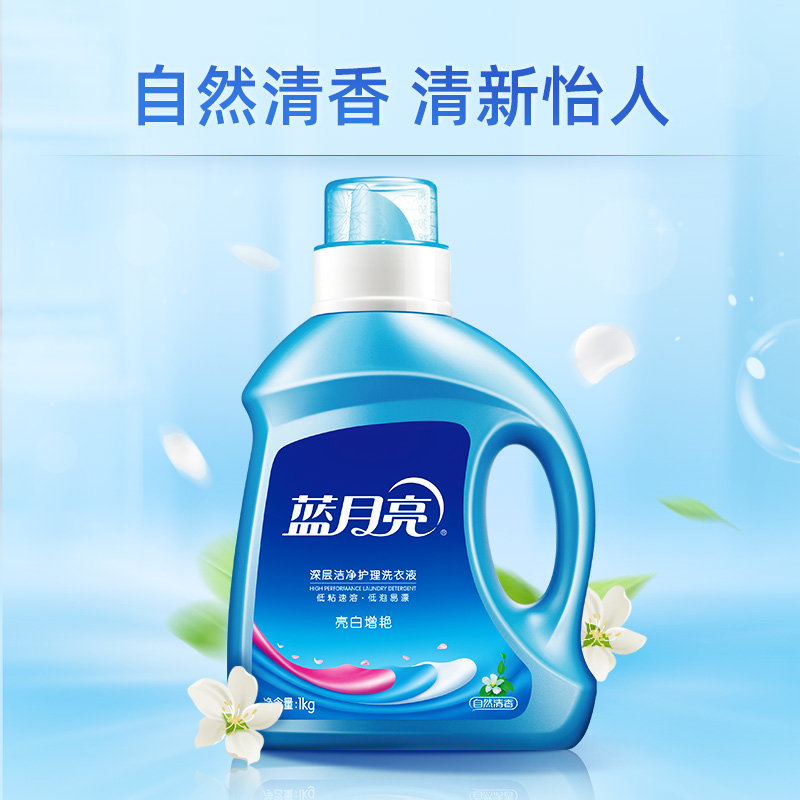 自然清香 清新怡人
蓝月亮®
深层洁净护理洗衣液
HIGH PERFORMANCE LAUNDRY DETERGENT
低粘速溶·低泡易漂
亮白增艳
净含量:1kg
自然清香